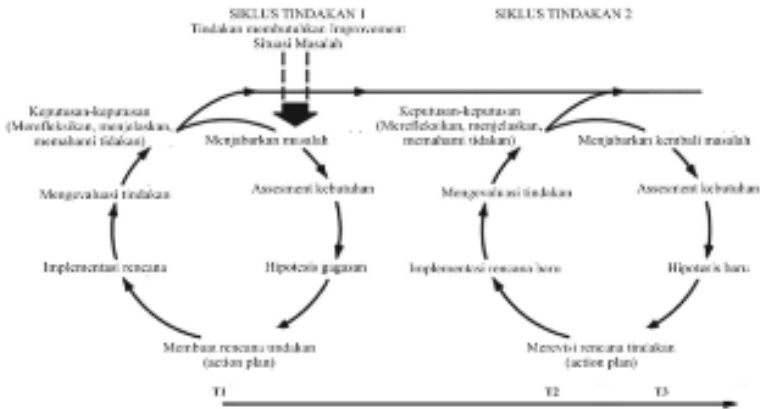 SIKLUS TINDAKAN 1
Tindakan membutuhkan Improvement
Situasi Masalah
SIKLUS TINDAKAN 2
Keputusan-keputusan
(Merefleksikan, menjelaskan,
memahami tidakan)
Menjabarkan masalah
Assesment kebutuhan
Hipotesis gagasan
Membuat rencana tindakan
(action plan)
Implementasi rencana
Mengevaluasi tindakan
Keputusan-keputusan
(Merefleksikan, menjelaskan,
memahami tidakan)
Menjabarkan kembali masalah
Assesment kebutuhan
Hipotesis baru
Merevisi rencana tindakan
(action plan)
Implementasi rencana baru
Mengevaluasi tindakan
T1
T2
T3